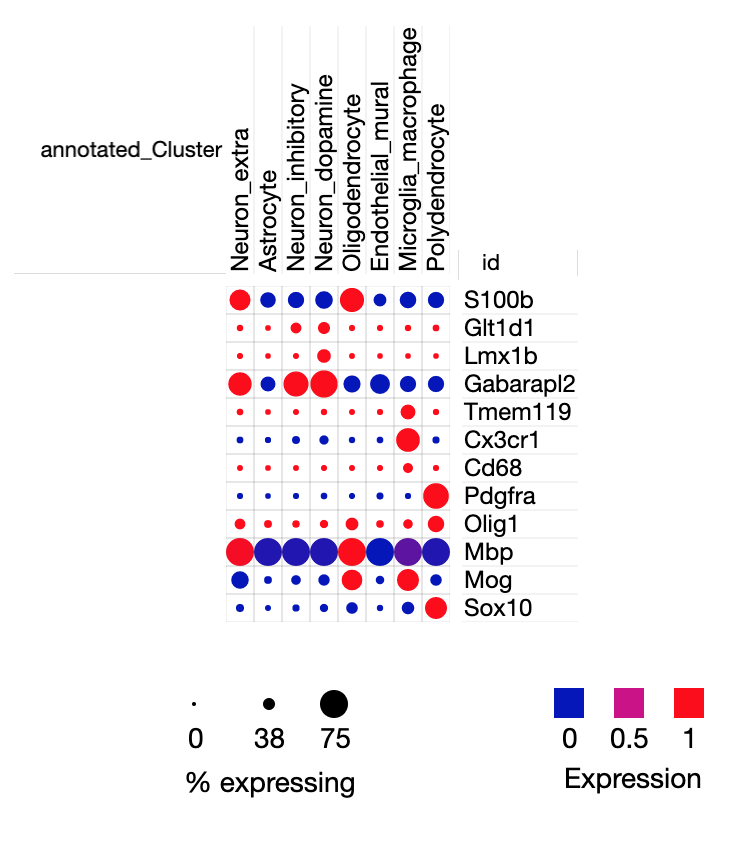 annotated_Cluster
Neuron_extra
Astrocyte
Neuron_inhibitory
Neuron_dopamine
Oligodendrocyte
Endothelial_mural
Microglia_macrophage
Polydendrocyte
id
S100b
Glt1d1
Lmx1b
Gabarapl2
Tmem119
Cx3cr1
Cd68
Pdgfra
Olig1
Mbp
Mog
Sox10
0 38 75
% expressing
0 0.5 1
Expression